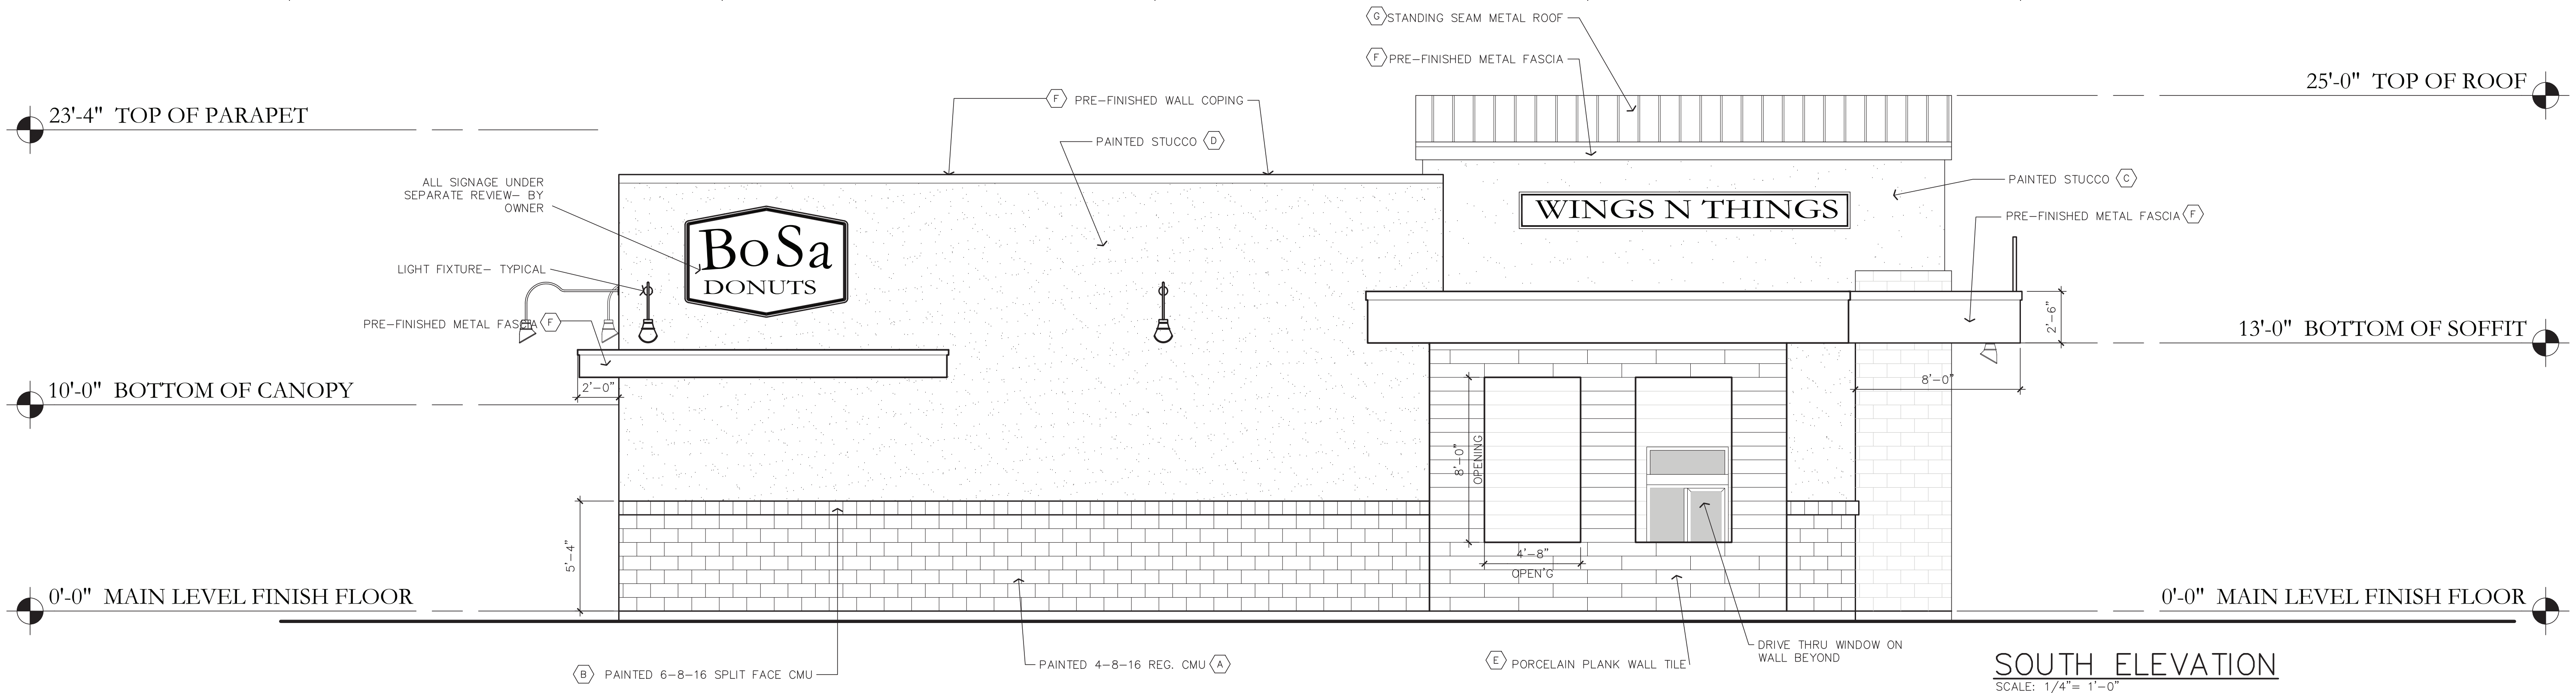 G STANDING SEAM METAL ROOF
F PRE-FINISHED METAL FASCIA
25'-0" TOP OF ROOF
23'-4" TOP OF PARAPET
F PRE-FINISHED WALL COPING
PAINTED STUCCO D
ALL SIGNAGE UNDER
SEPARATE REVIEW- BY
OWNER
PAINTED STUCCO C
WINGS N THINGS
PRE-FINISHED METAL FASCIA F
BoSa
DONUTS
LIGHT FIXTURE- TYPICAL
PRE-FINISHED METAL FASCIA F
2'-6"
13'-0" BOTTOM OF SOFFIT
2'-0"
8'-0"
10'-0" BOTTOM OF CANOPY
8'-0"
OPENING
5'-4"
4'-8"
OPEN'G
0'-0" MAIN LEVEL FINISH FLOOR
0'-0" MAIN LEVEL FINISH FLOOR
B PAINTED 6-8-16 SPLIT FACE CMU
PAINTED 4-8-16 REG. CMU A
E PORCELAIN PLANK WALL TILE
DRIVE THRU WINDOW ON
WALL BEYOND
SOUTH ELEVATION
SCALE: 1/4"= 1'-0"